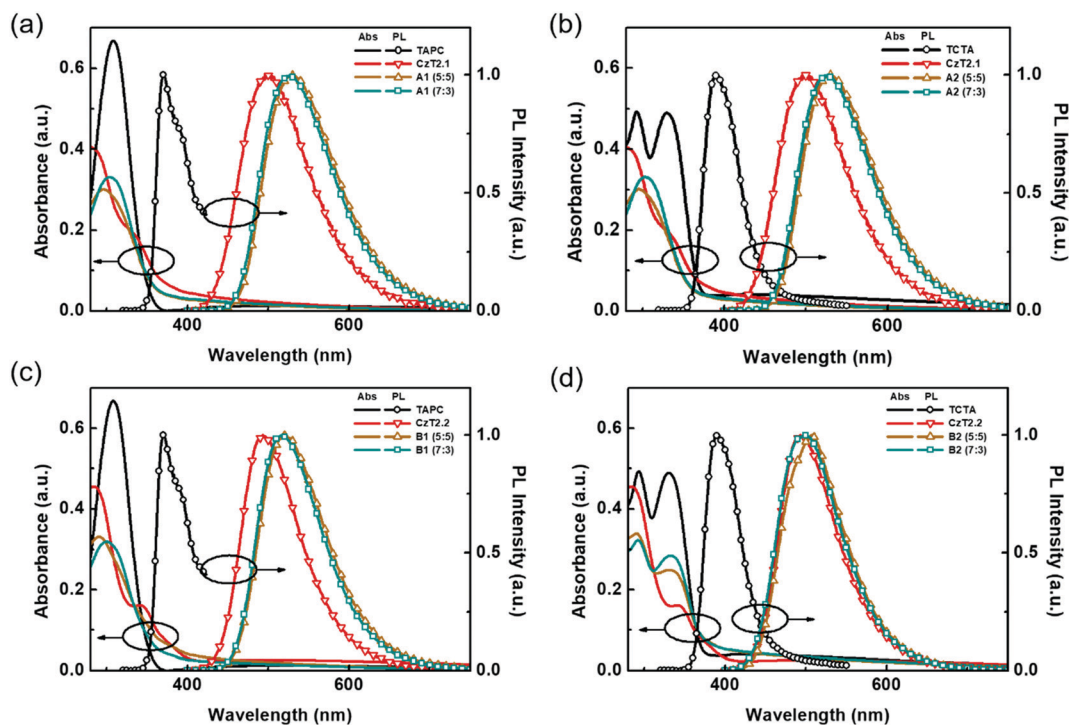 (a)
Abs PL
TAPC
CzT2.1
A1 (5:5)
A1 (7:3)
0.6
0.4
0.2
0.0
Absorbance (a.u.)
1.0
0.5
0.0
PL Intensity (a.u.)
400 600
Wavelength (nm)
(b)
Abs PL
TCTA
CzT2.1
A2 (5:5)
A2 (7:3)
0.6
0.4
0.2
0.0
Absorbance (a.u.)
1.0
0.5
0.0
PL Intensity (a.u.)
400 600
Wavelength (nm)
(c)
Abs PL
TAPC
CzT2.2
B1 (5:5)
B1 (7:3)
0.6
0.4
0.2
0.0
Absorbance (a.u.)
1.0
0.5
0.0
PL Intensity (a.u.)
400 600
Wavelength (nm)
(d)
Abs PL
TCTA
CzT2.2
B2 (5:5)
B2 (7:3)
0.6
0.4
0.2
0.0
Absorbance (a.u.)
1.0
0.5
0.0
PL Intensity (a.u.)
400 600
Wavelength (nm)